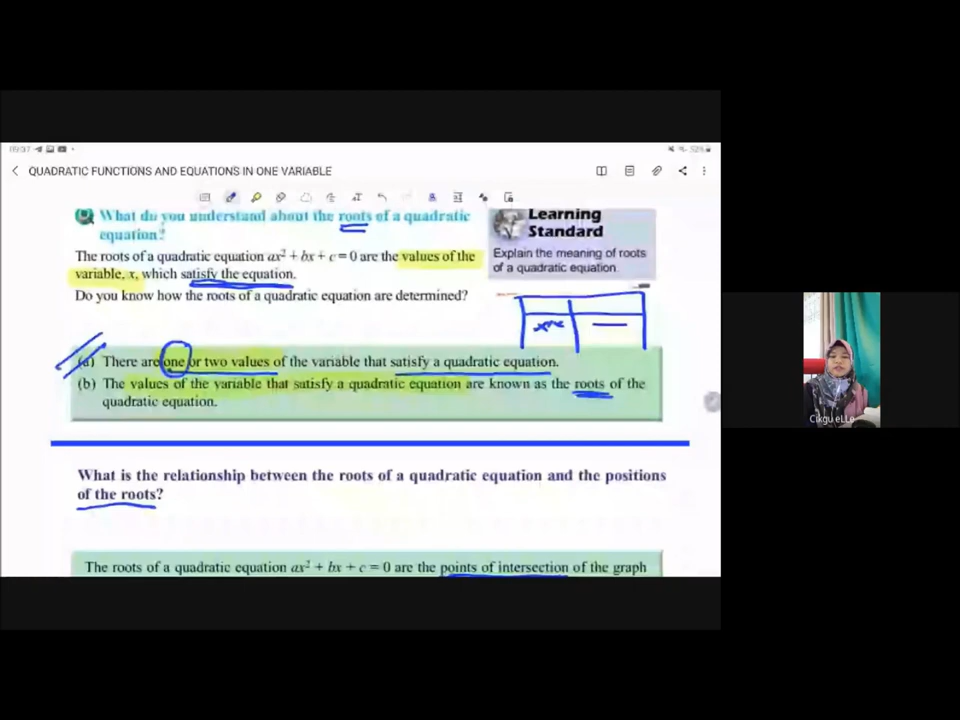 09:07
QUADRATIC FUNCTIONS AND EQUATIONS IN ONE VARIABLE
What do you understand about the roots of a quadratic
equation?
The roots of a quadratic equation ax² + bx + c = 0 are the values of the
variable, x, which satisfy the equation.
Do you know how the roots of a quadratic equation are determined?
Learning
Standard
Explain the meaning of roots
of a quadratic equation.
(a) There are one or two values of the variable that satisfy a quadratic equation.
(b) The values of the variable that satisfy a quadratic equation are known as the roots of the
quadratic equation.
What is the relationship between the roots of a quadratic equation and the positions
of the roots?
The roots of a quadratic equation ax² + bx + c = 0 are the points of intersection of the graph
Cikgu eLLe